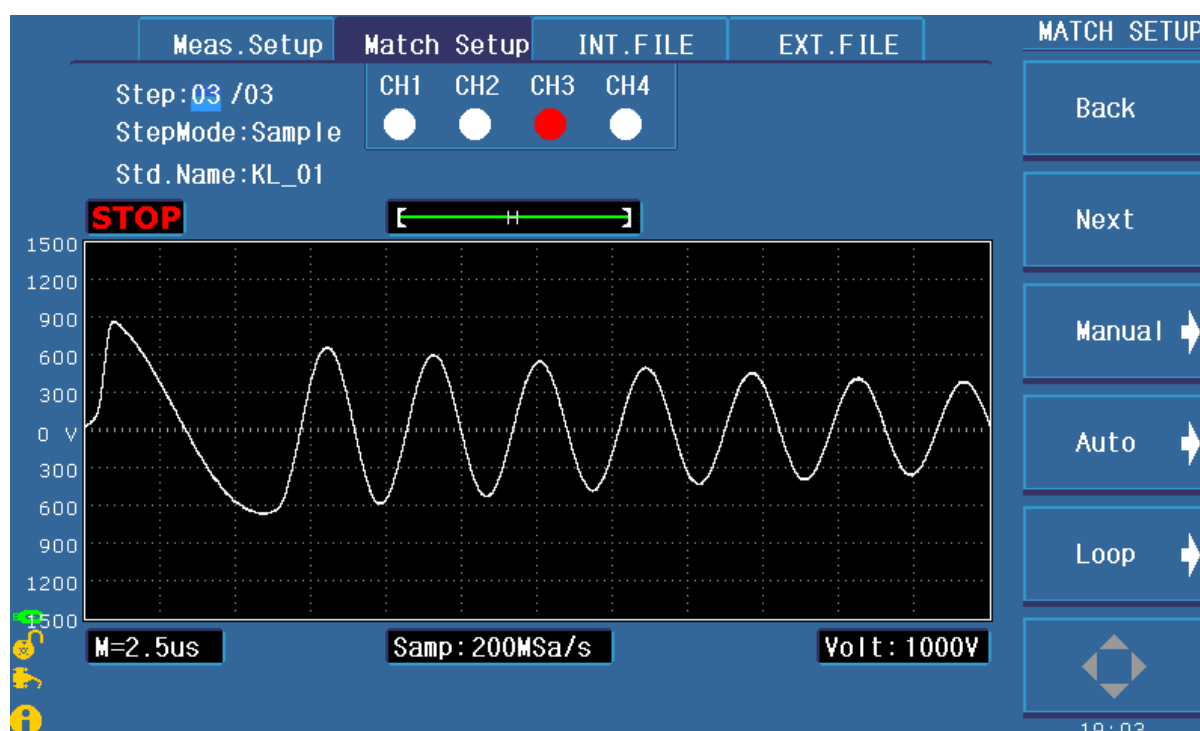 Meas.Setup Match Setup INT.FILE EXT.FILE MATCH SETUP
Step:03 /03
StepMode:Sample
Std.Name:KL_01
CH1 CH2 CH3 CH4
STOP
1500
1200
900
600
300
0 V
300
600
900
1200
1500
M=2.5us Samp:200MSa/s Volt:1000V
Back
Next
Manual
Auto
Loop